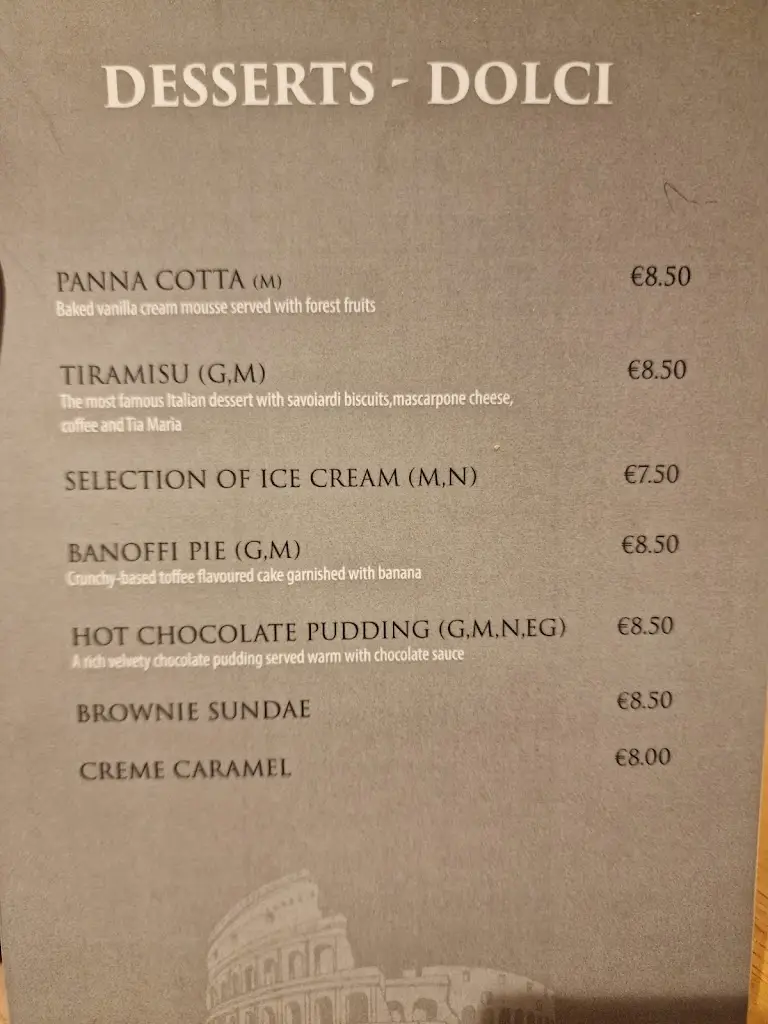 DESSERTS - DOLCI
PANNA COTTA (M) €8.50
Baked vanilla cream mousse served with forest fruits
TIRAMISU (G,M) €8.50
The most famous Italian dessert with savoiardi biscuits,mascarpone cheese,
coffee and Tia Maria
SELECTION OF ICE CREAM (M,N) €7.50
BANOFFI PIE (G,M) €8.50
Crunchy-based toffee flavoured cake garnished with banana
HOT CHOCOLATE PUDDING (G,M,N,EG) €8.50
A rich velvety chocolate pudding served warm with chocolate sauce
BROWNIE SUNDAE €8.50
CREME CARAMEL €8.00